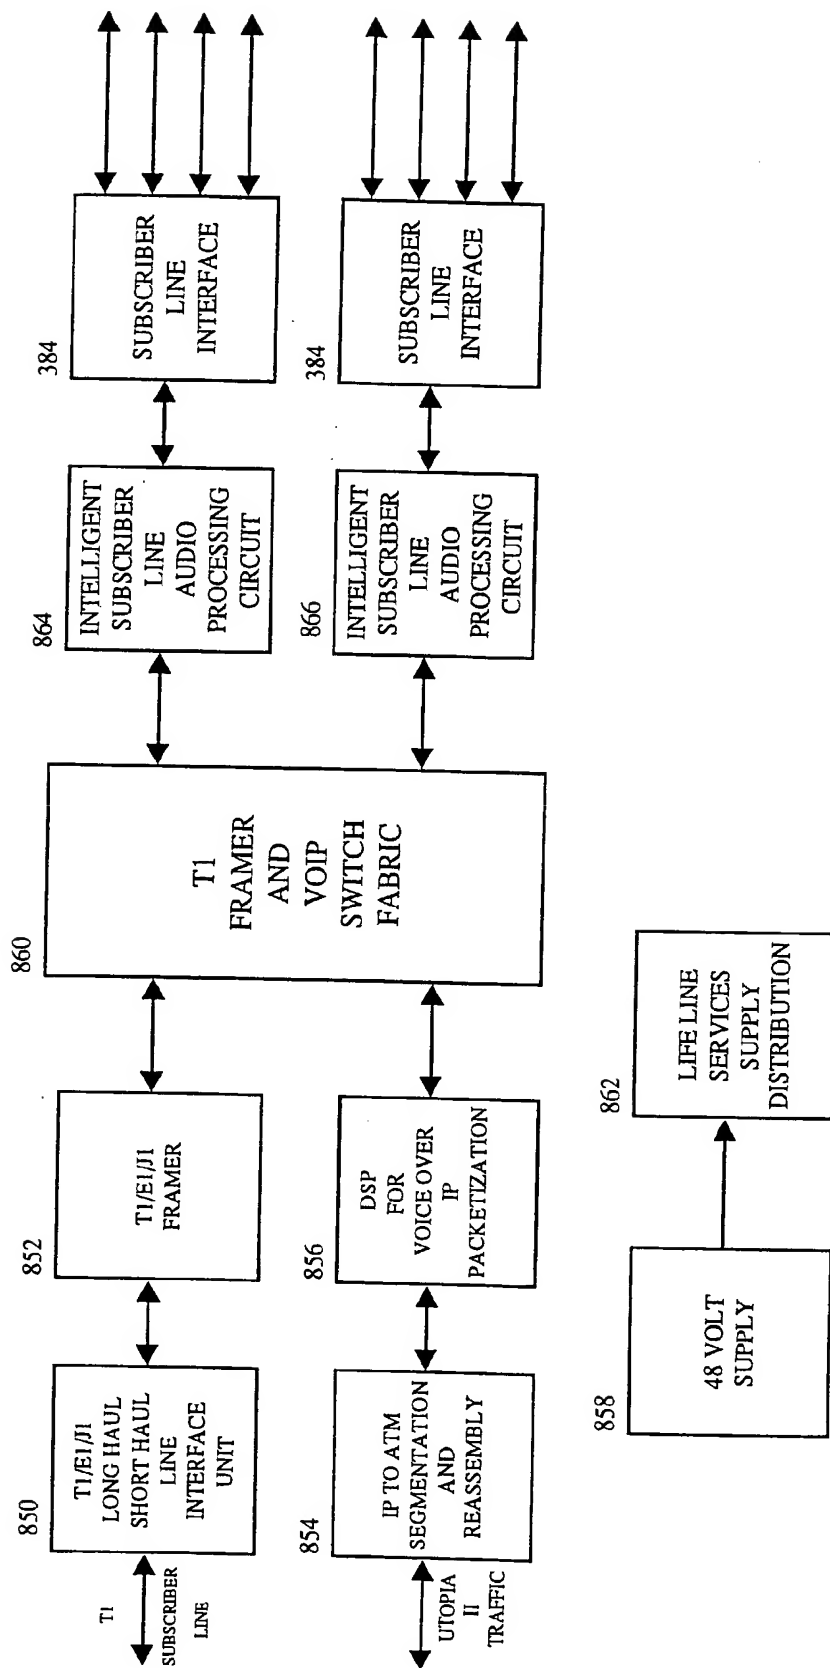 T1
SUBSCRIBER
LINE
850
T1/E1/J1
LONG HAUL
SHORT HAUL
LINE
INTERFACE
UNIT
852
T1/E1/J1
FRAMER
860
T1
FRAMER
AND
VOIP
SWITCH
FABRIC
864
INTELLIGENT
SUBSCRIBER
LINE
AUDIO
PROCESSING
CIRCUIT
384
SUBSCRIBER
LINE
INTERFACE
UTOPIA
II
TRAFFIC
854
IP TO ATM
SEGMENTATION
AND
REASSEMBLY
856
DSP
FOR
VOICE OVER
IP
PACKETIZATION
866
INTELLIGENT
SUBSCRIBER
LINE
AUDIO
PROCESSING
CIRCUIT
384
SUBSCRIBER
LINE
INTERFACE
858
48 VOLT
SUPPLY
862
LIFE LINE
SERVICES
SUPPLY
DISTRIBUTION